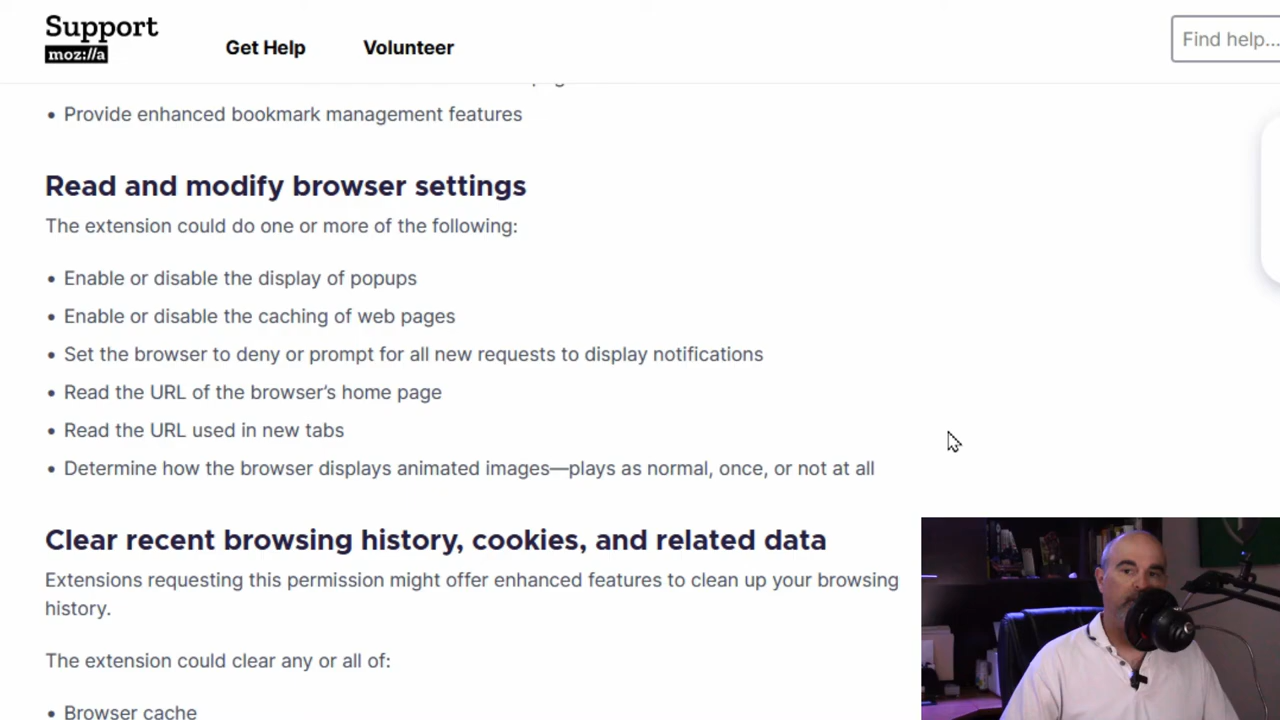 Support
moz://a
Get Help
Volunteer
Find help...
• Provide enhanced bookmark management features
Read and modify browser settings
The extension could do one or more of the following:
• Enable or disable the display of popups
• Enable or disable the caching of web pages
• Set the browser to deny or prompt for all new requests to display notifications
• Read the URL of the browser’s home page
• Read the URL used in new tabs
• Determine how the browser displays animated images—plays as normal, once, or not at all
Clear recent browsing history, cookies, and related data
Extensions requesting this permission might offer enhanced features to clean up your browsing
history.
The extension could clear any or all of:
• Browser cache